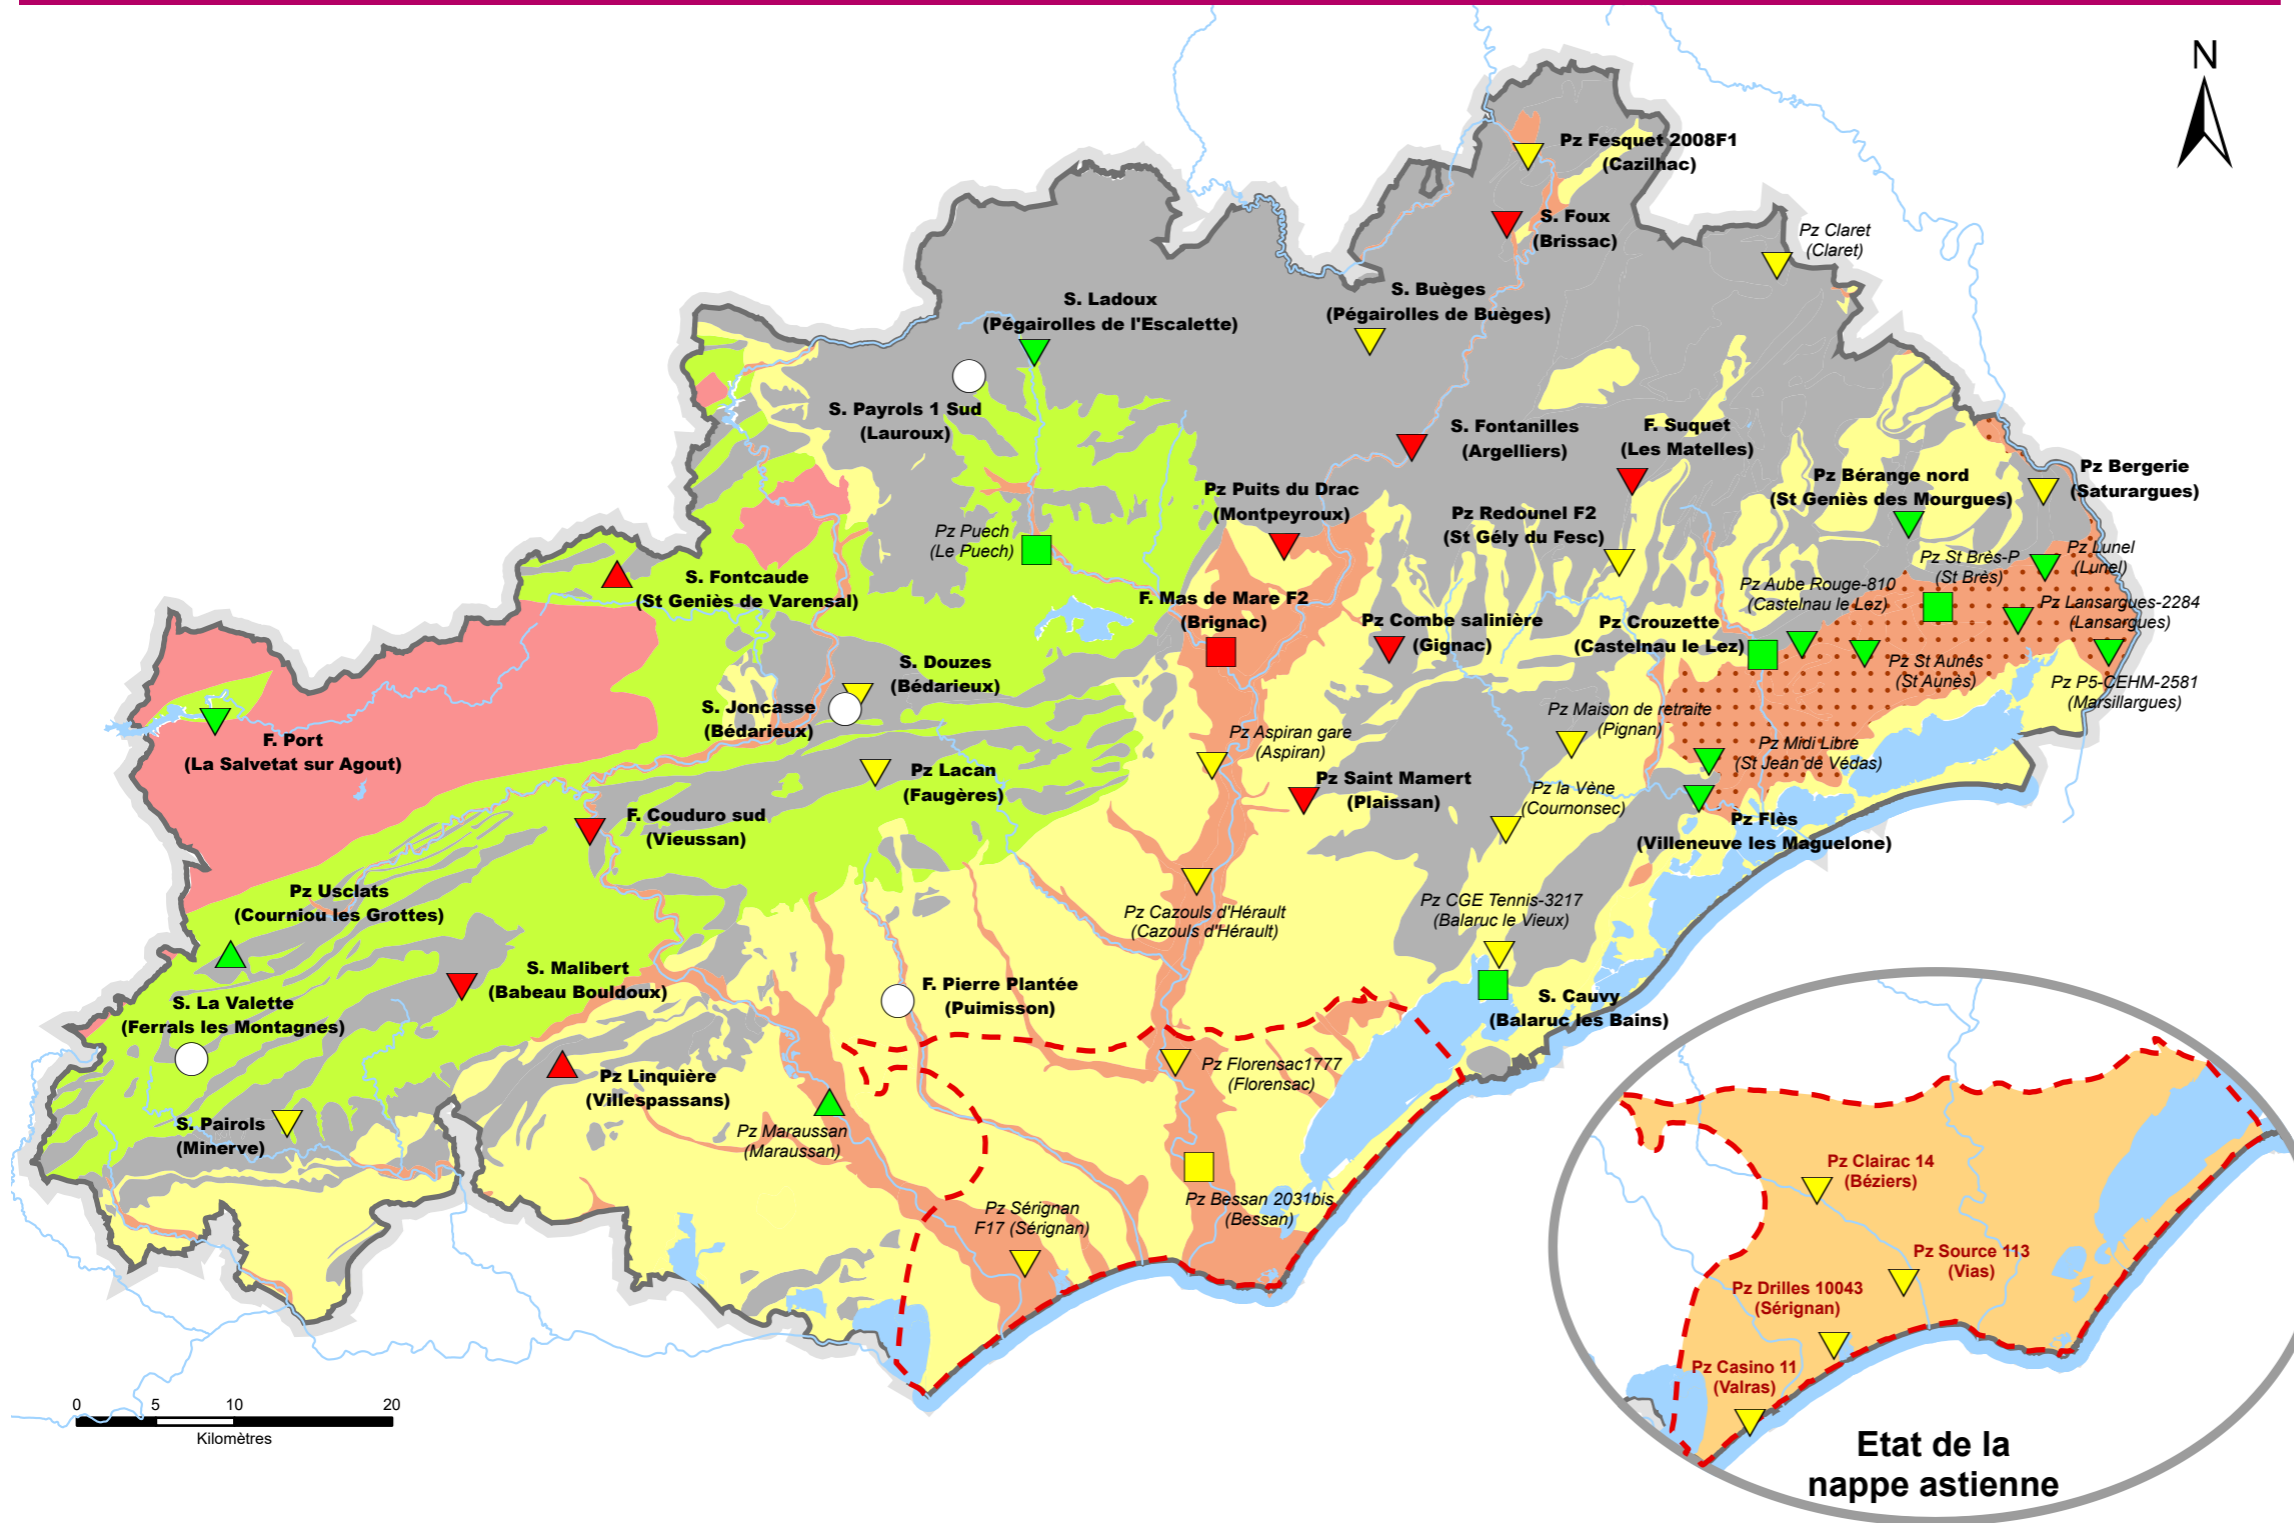 N
Pz Fesquet 2008F1
(Cazilhac)
S. Foux
(Brissac)
Pz Claret
(Claret)
S. Ladoux
(Pégairolles de l'Escalette)
S. Buèges
(Pégairolles de Buèges)
S. Payrols 1 Sud
(Lauroux)
S. Fontanilles
(Argelliers)
F. Suquet
(Les Matelles)
Pz Bérange nord
(St Geniès des Mourgues)
Pz Bergerie
(Saturargues)
Pz Puits du Drac
(Montpeyroux)
Pz Redounel F2
(St Gély du Fesc)
Pz Puech
(Le Puech)
Pz St Brès-P
(St Brès)
Pz Lunel
(Lunel)
S. Fontcaude
(St Geniès de Varensal)
Pz Aube Rouge-810
(Castelnau le Lez)
F. Mas de Mare F2
(Brignac)
Pz Combe salinière
(Gignac)
Pz Crouzette
(Castelnau le Lez)
Pz Lansargues-2284
(Lansargues)
S. Douzes
(Bédarieux)
Pz St Aunés
(St Aunès)
Pz P5-CEHM-2581
(Marsillargues)
S. Joncasse
(Bédarieux)
Pz Maison de retraite
(Pignan)
F. Port
(La Salvetat sur Agout)
Pz Aspiran gare
(Aspiran)
Pz Midi Libre
(St Jean de Védas)
Pz Lacan
(Faugères)
Pz Saint Mamert
(Plaissan)
Pz la Vène
(Cournonsec)
F. Couduro sud
(Vieussan)
Pz Flès
(Villeneuve les Maguelone)
Pz Usclats
(Courniou les Grottes)
Pz Cazouls d'Hérault
(Cazouls d'Hérault)
Pz CGE Tennis-3217
(Balaruc le Vieux)
S. Malibert
(Babeau Bouldoux)
F. Pierre Plantée
(Puimisson)
S. Cauvy
(Balaruc les Bains)
S. La Valette
(Ferrals les Montagnes)
Pz Linquière
(Villespassans)
Pz Florensac1777
(Florensac)
S. Pairols
(Minerve)
Pz Maraussan
(Maraussan)
Pz Sérignan
F17 (Sérignan)
Pz Bessan 2031bis
(Bessan)
Pz Clairac 14
(Béziers)
Pz Source 113
(Vias)
Pz Drilles 10043
(Sérignan)
Pz Casino 11
(Valras)
0 5 10 20
Kilomètres
Etat de la
nappe astienne